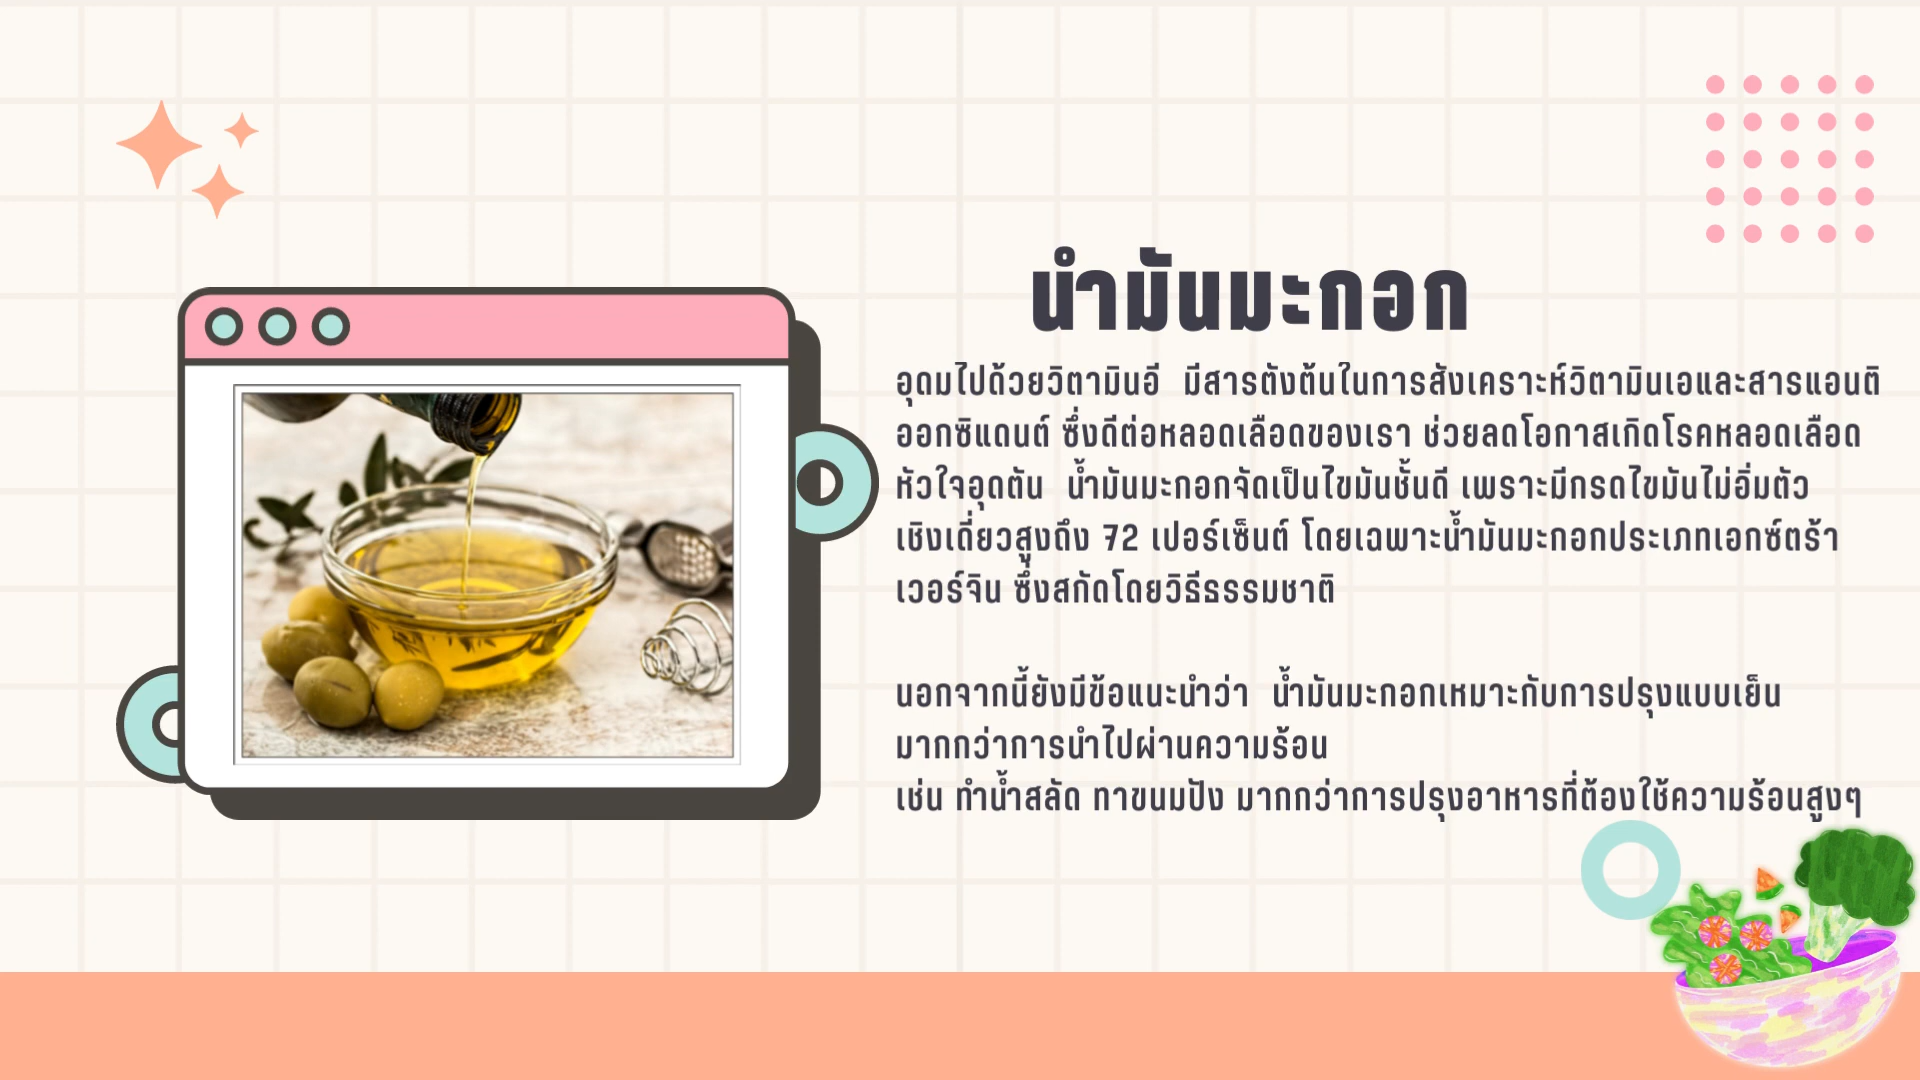 น้ำมันมะกอก
อุดมไปด้วยวิตามินอี  มีสารตั้งต้นในการสังเคราะห์วิตามินเอและสารแอนติ
ออกซิแดนต์ ซึ่งดีต่อหลอดเลือดของเรา ช่วยลดโอกาสเกิดโรคหลอดเลือด
หัวใจอุดตัน  น้ำมันมะกอกจัดเป็นไขมันชั้นดี เพราะมีกรดไขมันไม่อิ่มตัว
เชิงเดี่ยวสูงถึง 72 เปอร์เซ็นต์ โดยเฉพาะน้ำมันมะกอกประเภทเอกซ์ตร้า
เวอร์จิน ซึ่งสกัดโดยวิธีธรรมชาติ
นอกจากนี้ยังมีข้อแนะนำว่า  น้ำมันมะกอกเหมาะกับการปรุงแบบเย็น
มากกว่าการนำไปผ่านความร้อน
เช่น ทำน้ำสลัด ทาขนมปัง มากกว่าการปรุงอาหารที่ต้องใช้ความร้อนสูงๆ